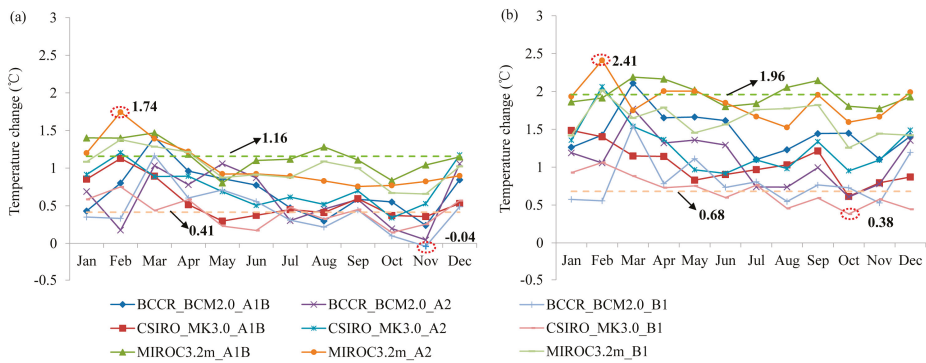 (a)
Temperature change (℃)
3
2.5
2
1.5
1
0.5
0
-0.5
1.74
1.16
0.41
-0.04
Jan Feb Mar Apr May Jun Jul Aug Sep Oct Nov Dec
(b)
Temperature change (℃)
3
2.5
2
1.5
1
0.5
0
-0.5
2.41
1.96
0.68
0.38
Jan Feb Mar Apr May Jun Jul Aug Sep Oct Nov Dec
BCCR_BCM2.0_A1B BCCR_BCM2.0_A2 BCCR_BCM2.0_B1
CSIRO_MK3.0_A1B CSIRO_MK3.0_A2 CSIRO_MK3.0_B1
MIROC3.2m_A1B MIROC3.2m_A2 MIROC3.2m_B1